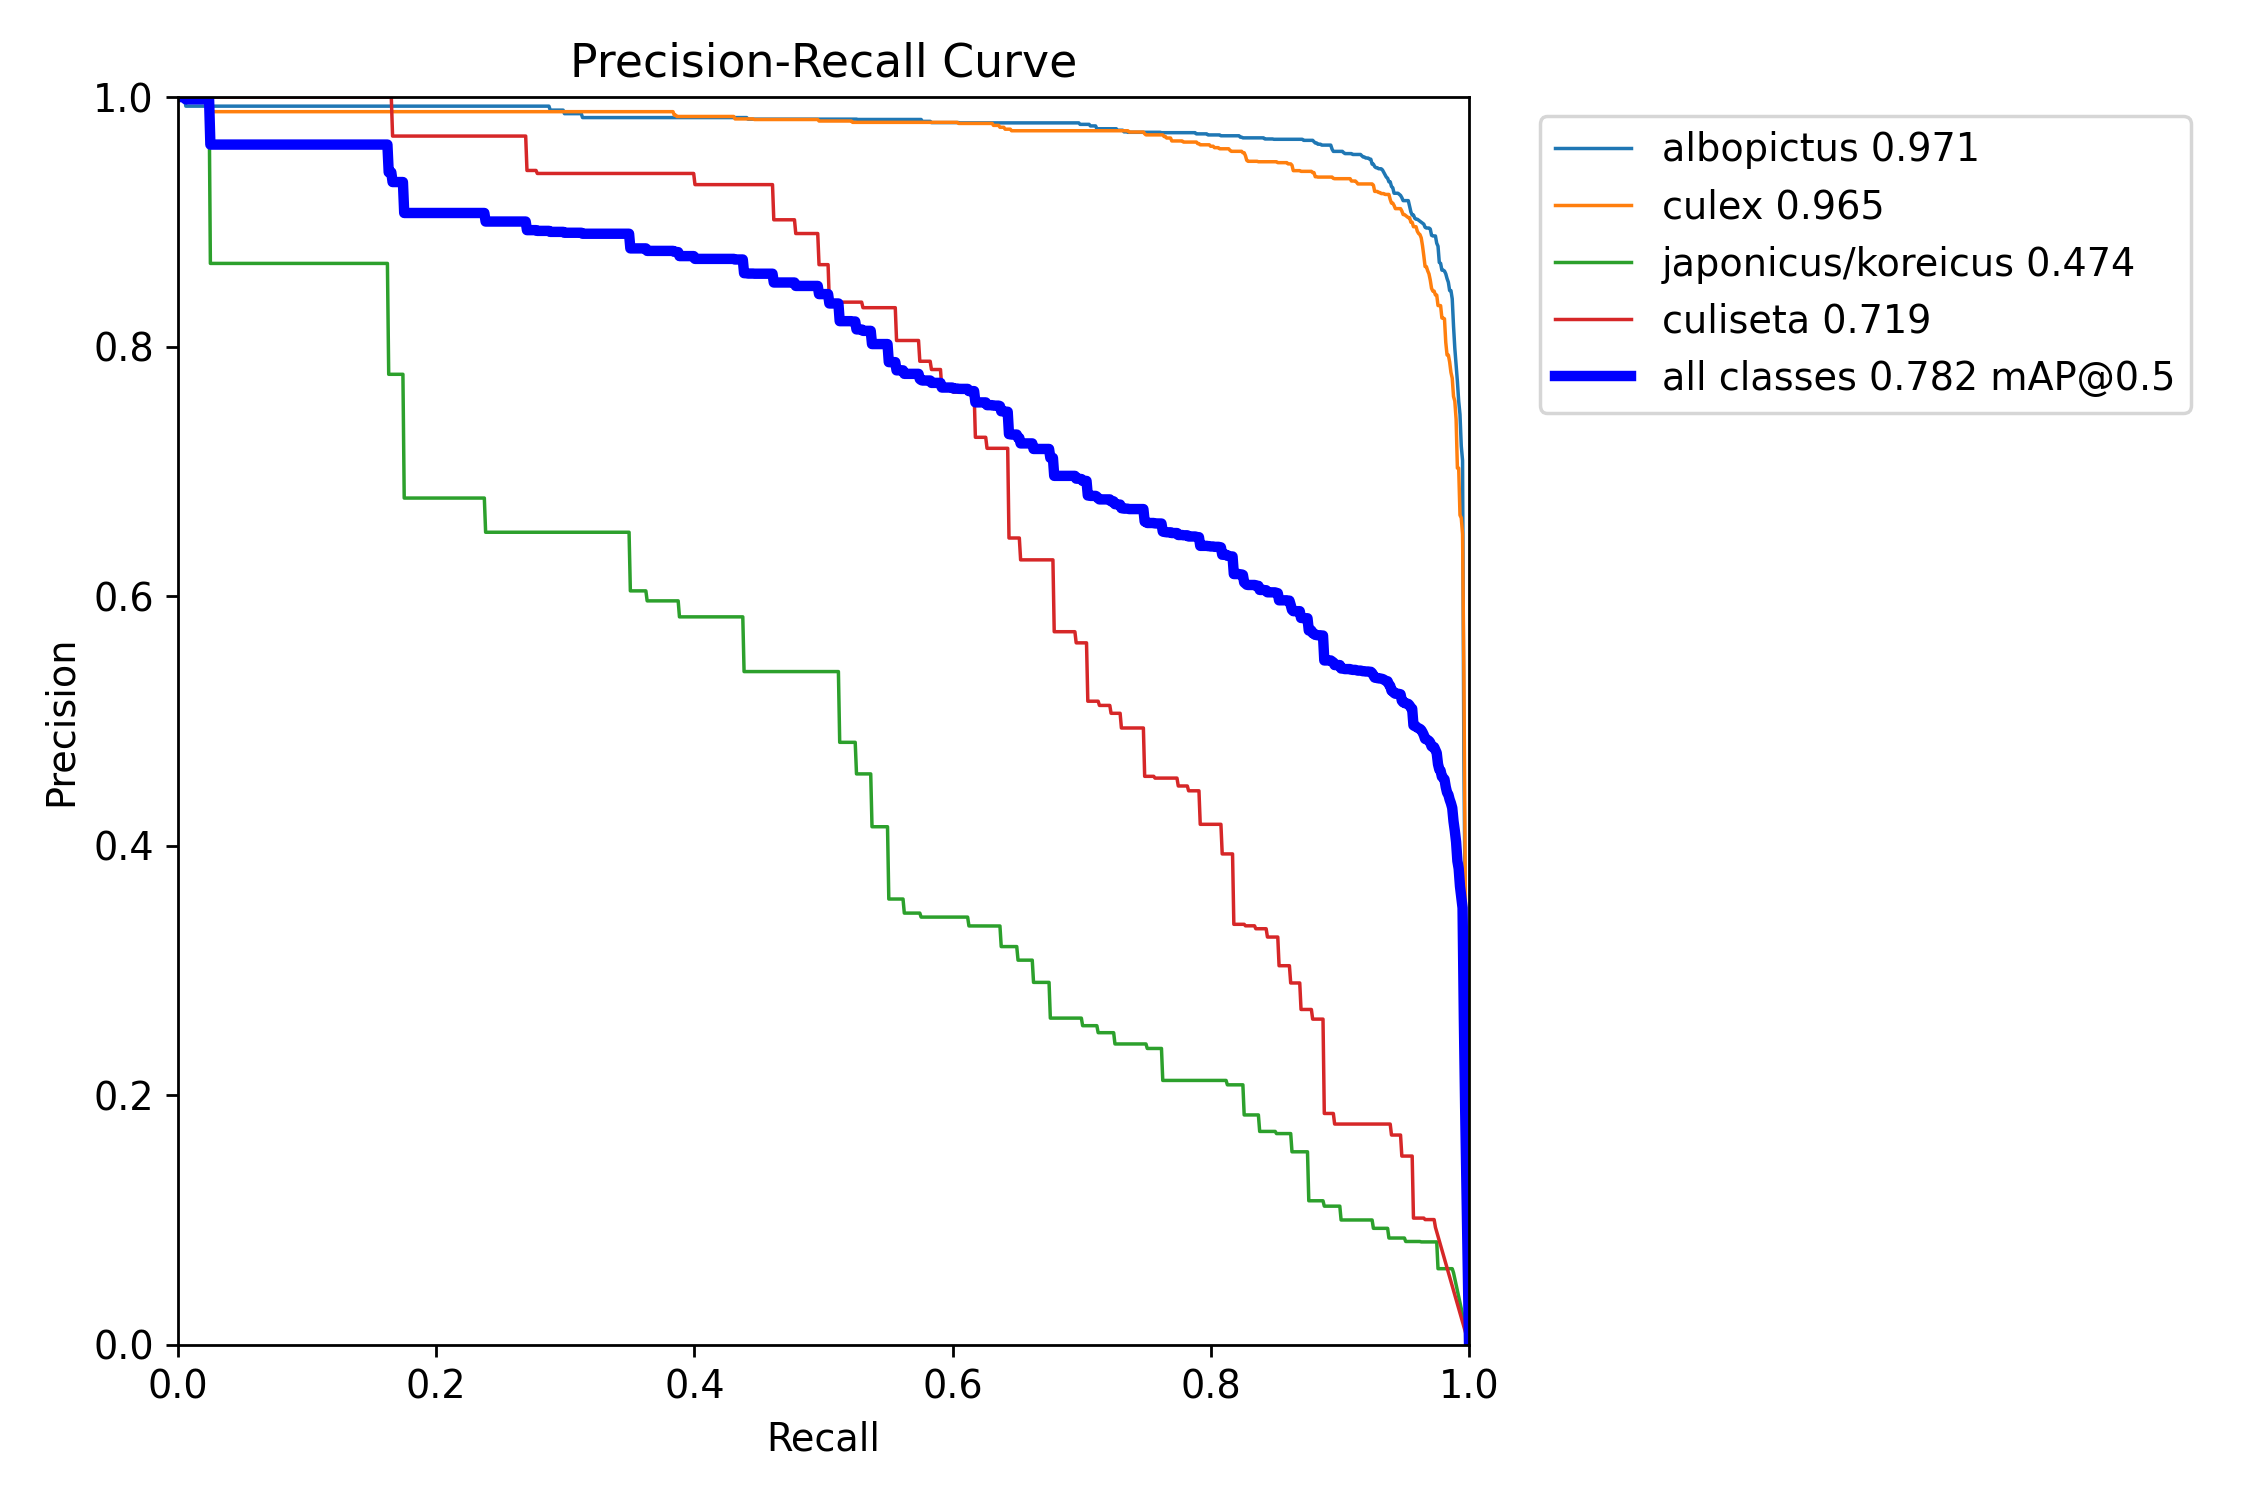 Precision-Recall Curve
1.0
0.8
0.6
0.4
0.2
0.0
Precision
0.0 0.2 0.4 0.6 0.8 1.0
Recall
albopictus 0.971
culex 0.965
japonicus/koreicus 0.474
culiseta 0.719
all classes 0.782 mAP@0.5